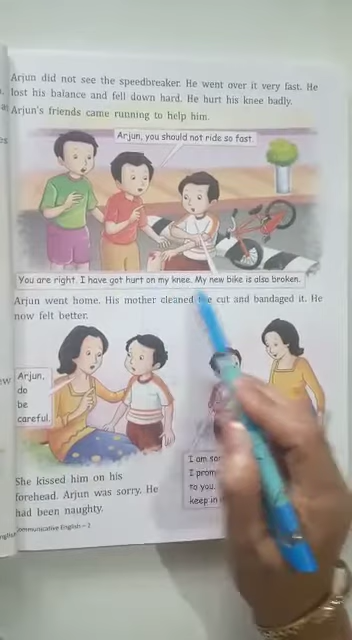 Arjun did not see the speedbreaker. He went over it very fast. He
lost his balance and fell down hard. He hurt his knee badly.
Arjun's friends came running to help him.
Arjun, you should not ride so fast.
You are right. I have got hurt on my knee. My new bike is also broken.
Arjun went home. His mother cleaned the cut and bandaged it. He
now felt better.
Arjun,
do
be
careful.
She kissed him on his
forehead. Arjun was sorry. He
had been naughty.
I am
I
to you.
keep in
Communicative English – 2